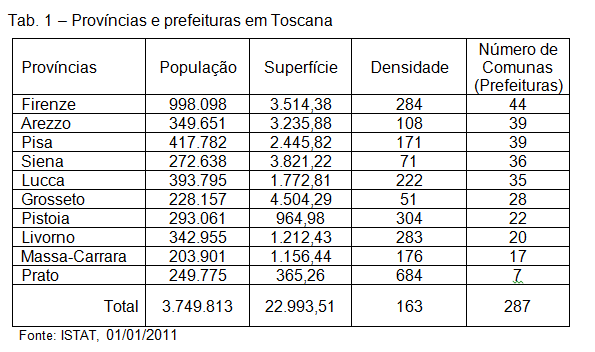 Tab. 1 – Províncias e prefeituras em Toscana
Províncias População Superfície Densidade Número de Comunas (Prefeituras)
Firenze 998.098 3.514,38 284 44
Arezzo 349.651 3.235,88 108 39
Pisa 417.782 2.445,82 171 39
Siena 272.638 3.821,22 71 36
Lucca 393.795 1.772,81 222 35
Grosseto 228.157 4.504,29 51 28
Pistoia 293.061 964,98 304 22
Livorno 342.955 1.212,43 283 20
Massa-Carrara 203.901 1.156,44 176 17
Prato 249.775 365,26 684 7
Total 3.749.813 22.993,51 163 287
Fonte: ISTAT, 01/01/2011